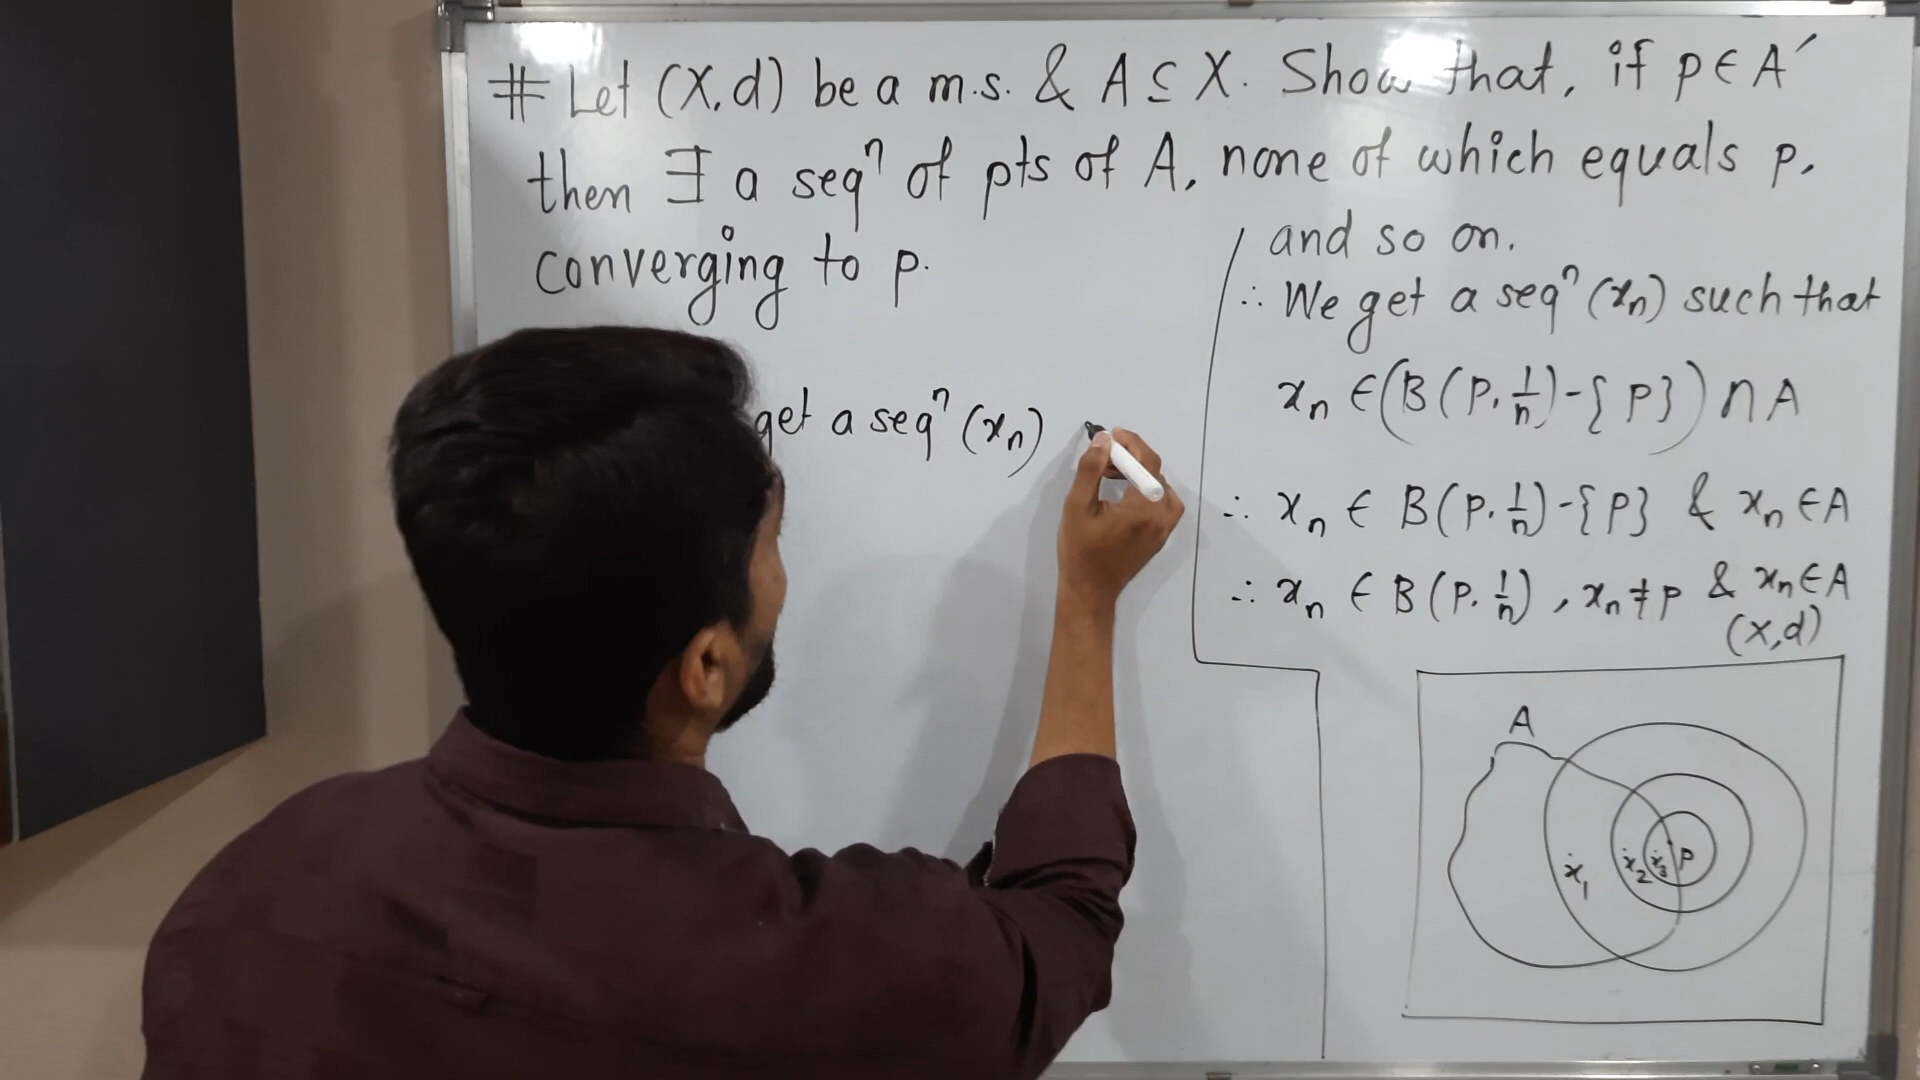 # Let (X,d) be a m.s. & A ⊆ X. Show that, if p ∈ A′
then ∃ a seqⁿ of pts of A, none of which equals p,
converging to p.
get a seqⁿ (xₙ)
and so on.
∴ We get a seqⁿ (xₙ) such that
xₙ ∈ (B(p, 1/n) - {p}) ∩ A
∴ xₙ ∈ B(p, 1/n) - {p} & xₙ ∈ A
∴ xₙ ∈ B(p, 1/n), xₙ ≠ p & xₙ ∈ A
(X,d)
A
x₁ x₂ x₃ p